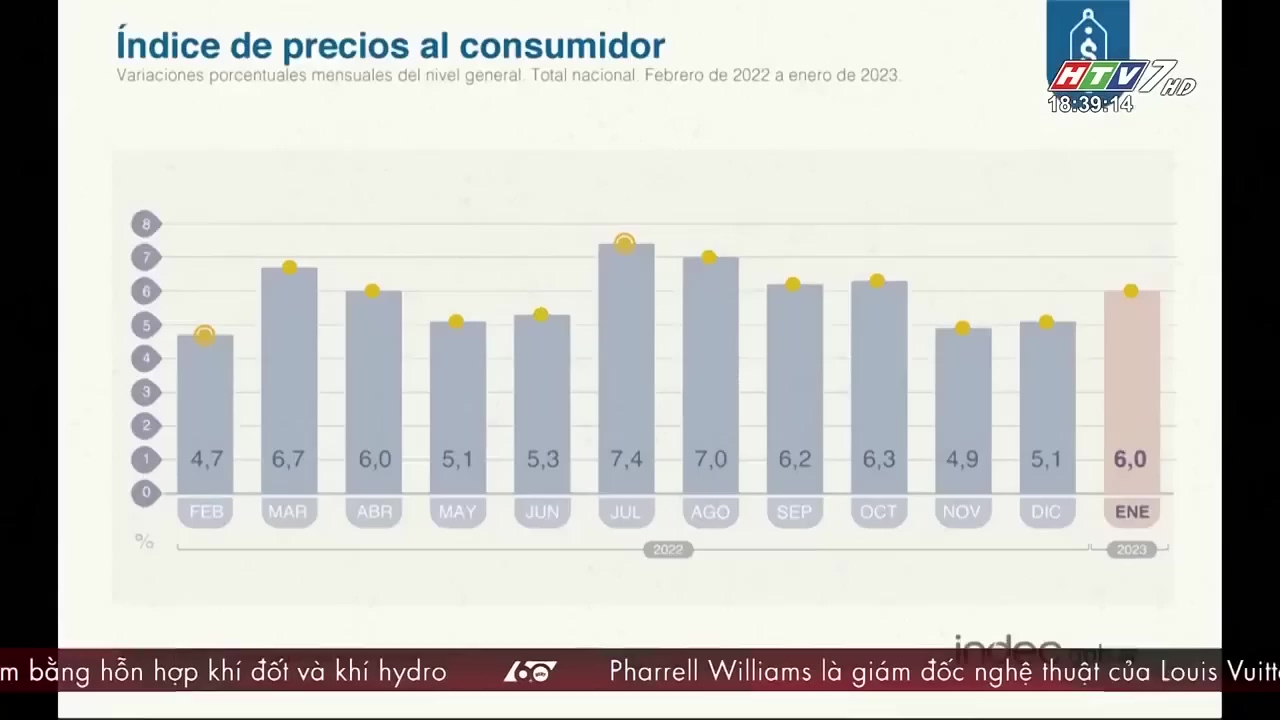 Índice de precios al consumidor
Variaciones porcentuales mensuales del nivel general. Total nacional. Febrero de 2022 a enero de 2023.
$
HTV7 HD
18:39:14
8
7
6
5
4
3
2
1
0
4,7 6,7 6,0 5,1 5,3 7,4 7,0 6,2 6,3 4,9 5,1 6,0
FEB MAR ABR MAY JUN JUL AGO SEP OCT NOV DIC ENE
%
2022 2023
indec
m bằng hỗn hợp khí đốt và khí hydro 60 Pharrell Williams là giám đốc nghệ thuật của Louis Vuitt